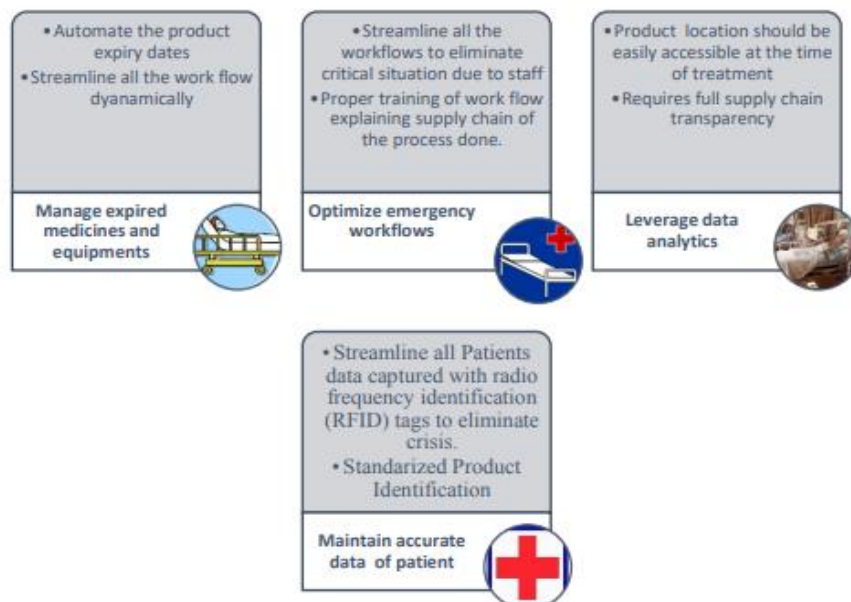 • Automate the product
expiry dates
• Streamline all the work flow
dyanamically
Manage expired
medicines and
equipments
• Streamline all the
workflows to eliminate
critical situation due to staff
• Proper training of work flow
explaining supply chain of
the process done.
Optimize emergency
workflows
• Product location should be
easily accessible at the time
of treatment
• Requires full supply chain
transparency
Leverage data
analytics
• Streamline all Patients
data captured with radio
frequency identification
(RFID) tags to eliminate
crisis.
• Standarized Product
Identification
Maintain accurate
data of patient